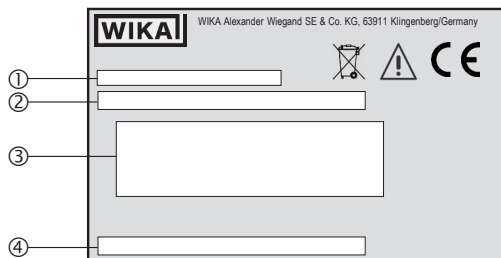 WIKA
WIKA Alexander Wiegand SE & Co. KG, 63911 Klingenberg/Germany
CE
①
②
③
④